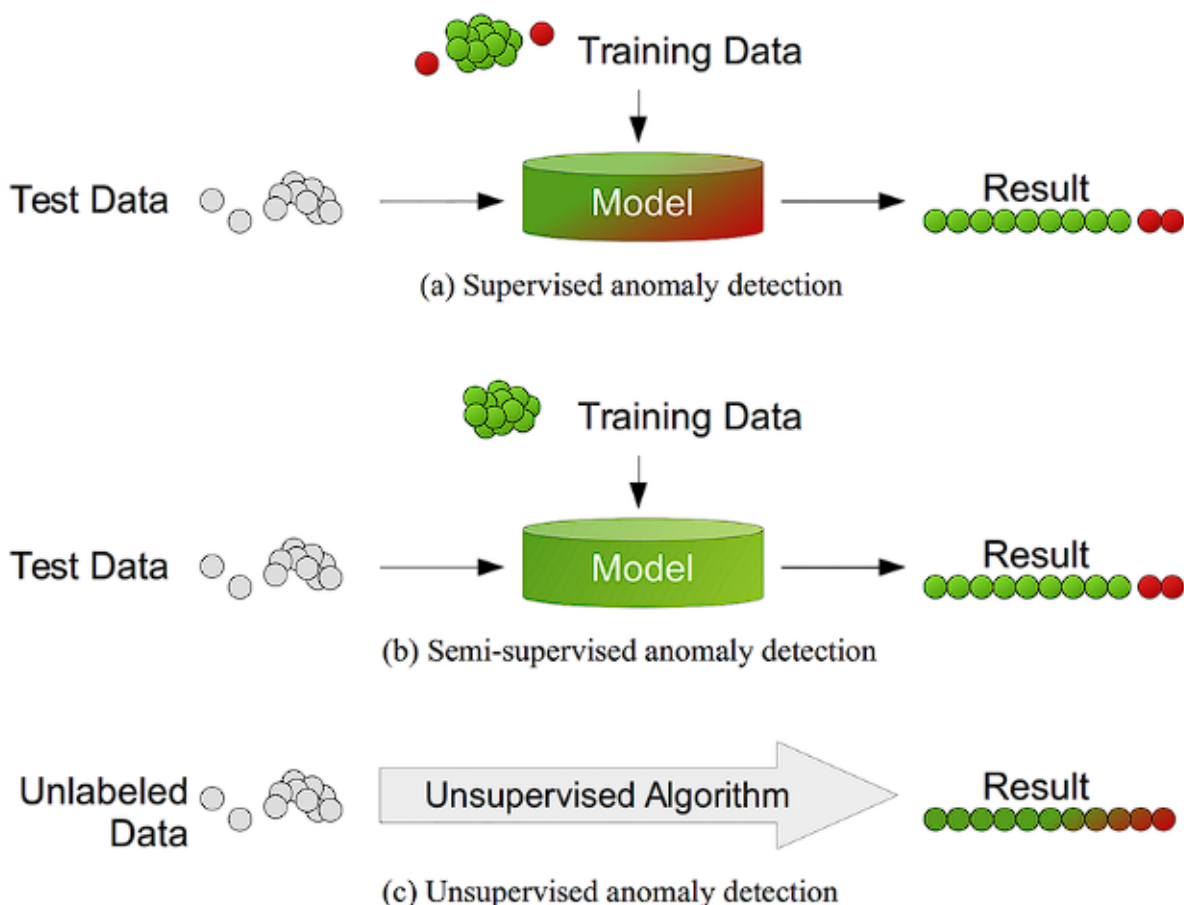 Training Data
Test Data
Model
Result
(a) Supervised anomaly detection
Training Data
Test Data
Model
Result
(b) Semi-supervised anomaly detection
Unlabeled
Data
Unsupervised Algorithm
Result
(c) Unsupervised anomaly detection